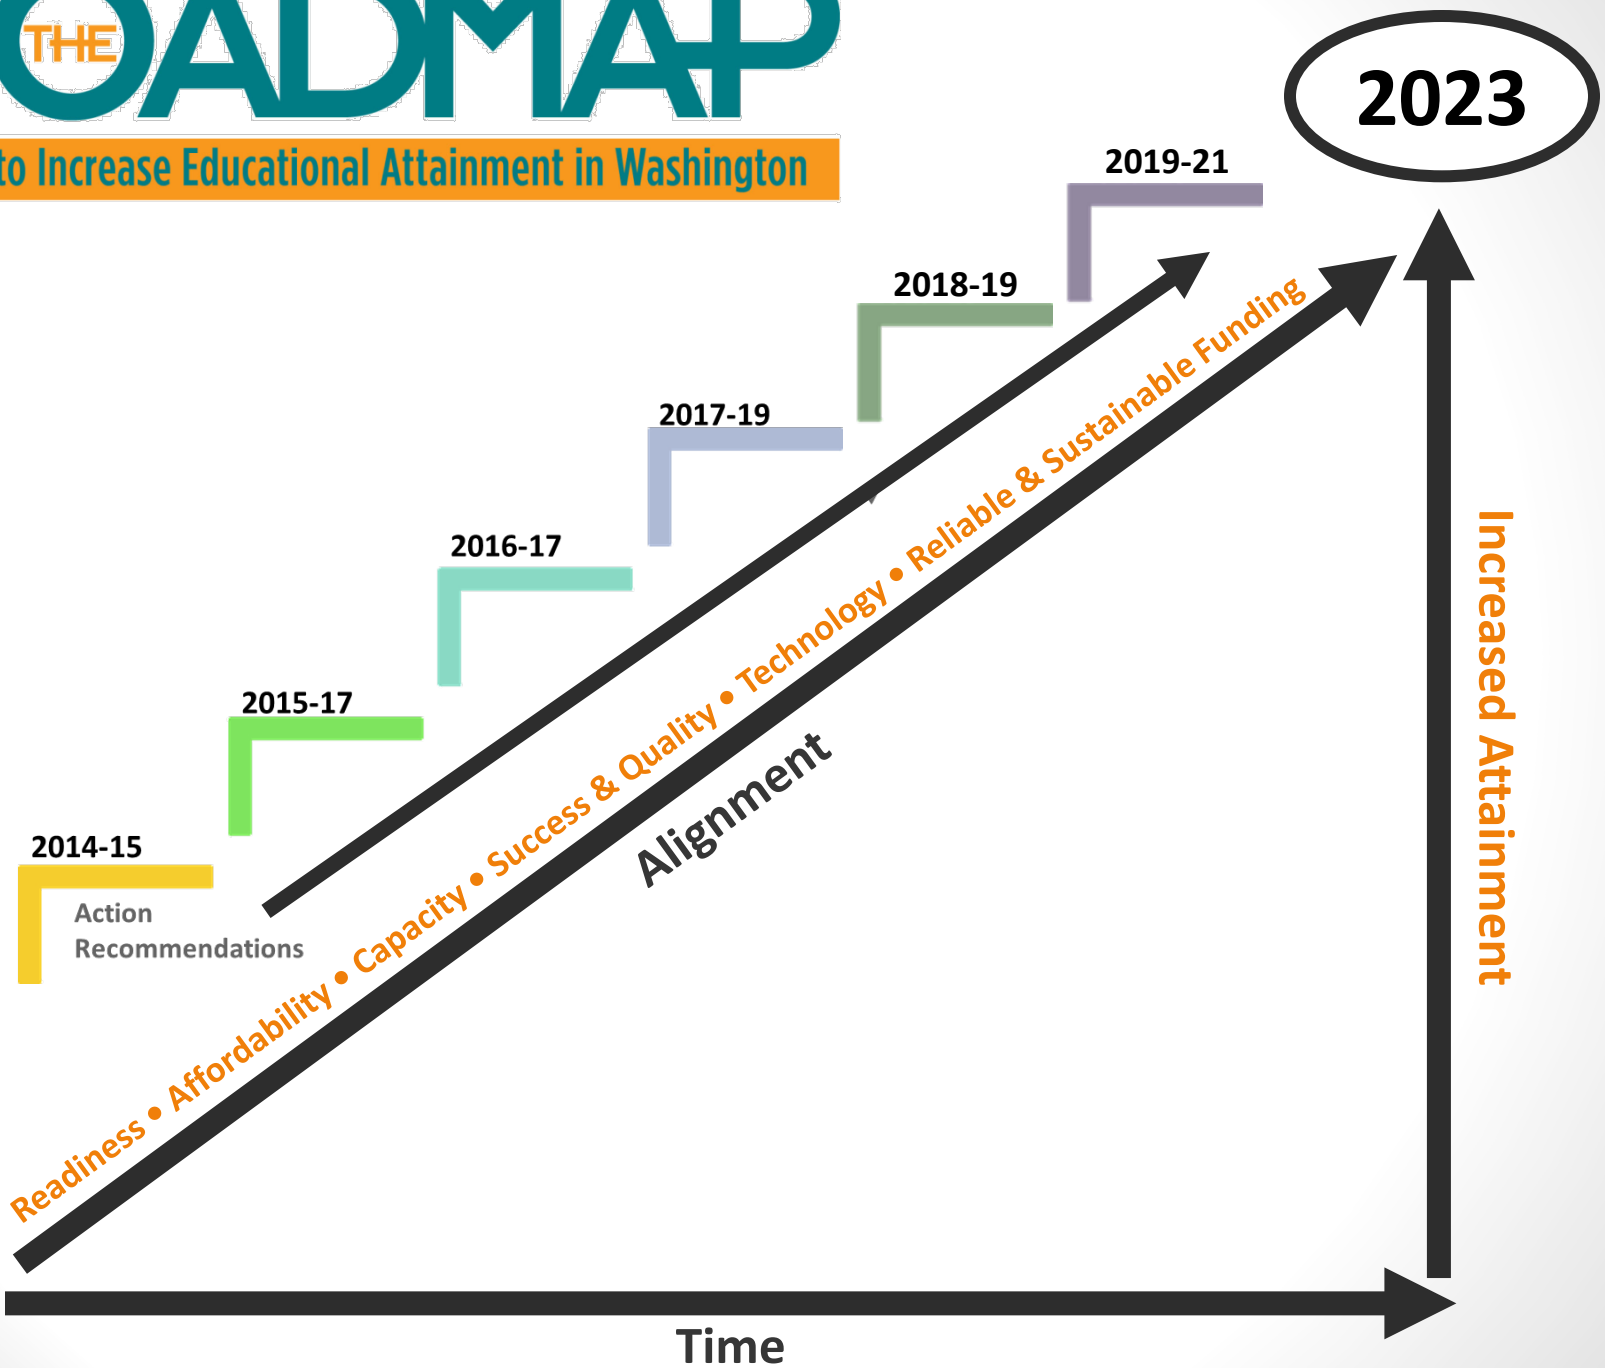 THE
OADMAP
to Increase Educational Attainment in Washington
2023
2019-21
2018-19
2017-19
2016-17
2015-17
2014-15
Action
Recommendations
Readiness • Affordability • Capacity • Success & Quality • Technology • Reliable & Sustainable Funding
Alignment
Increased Attainment
Time